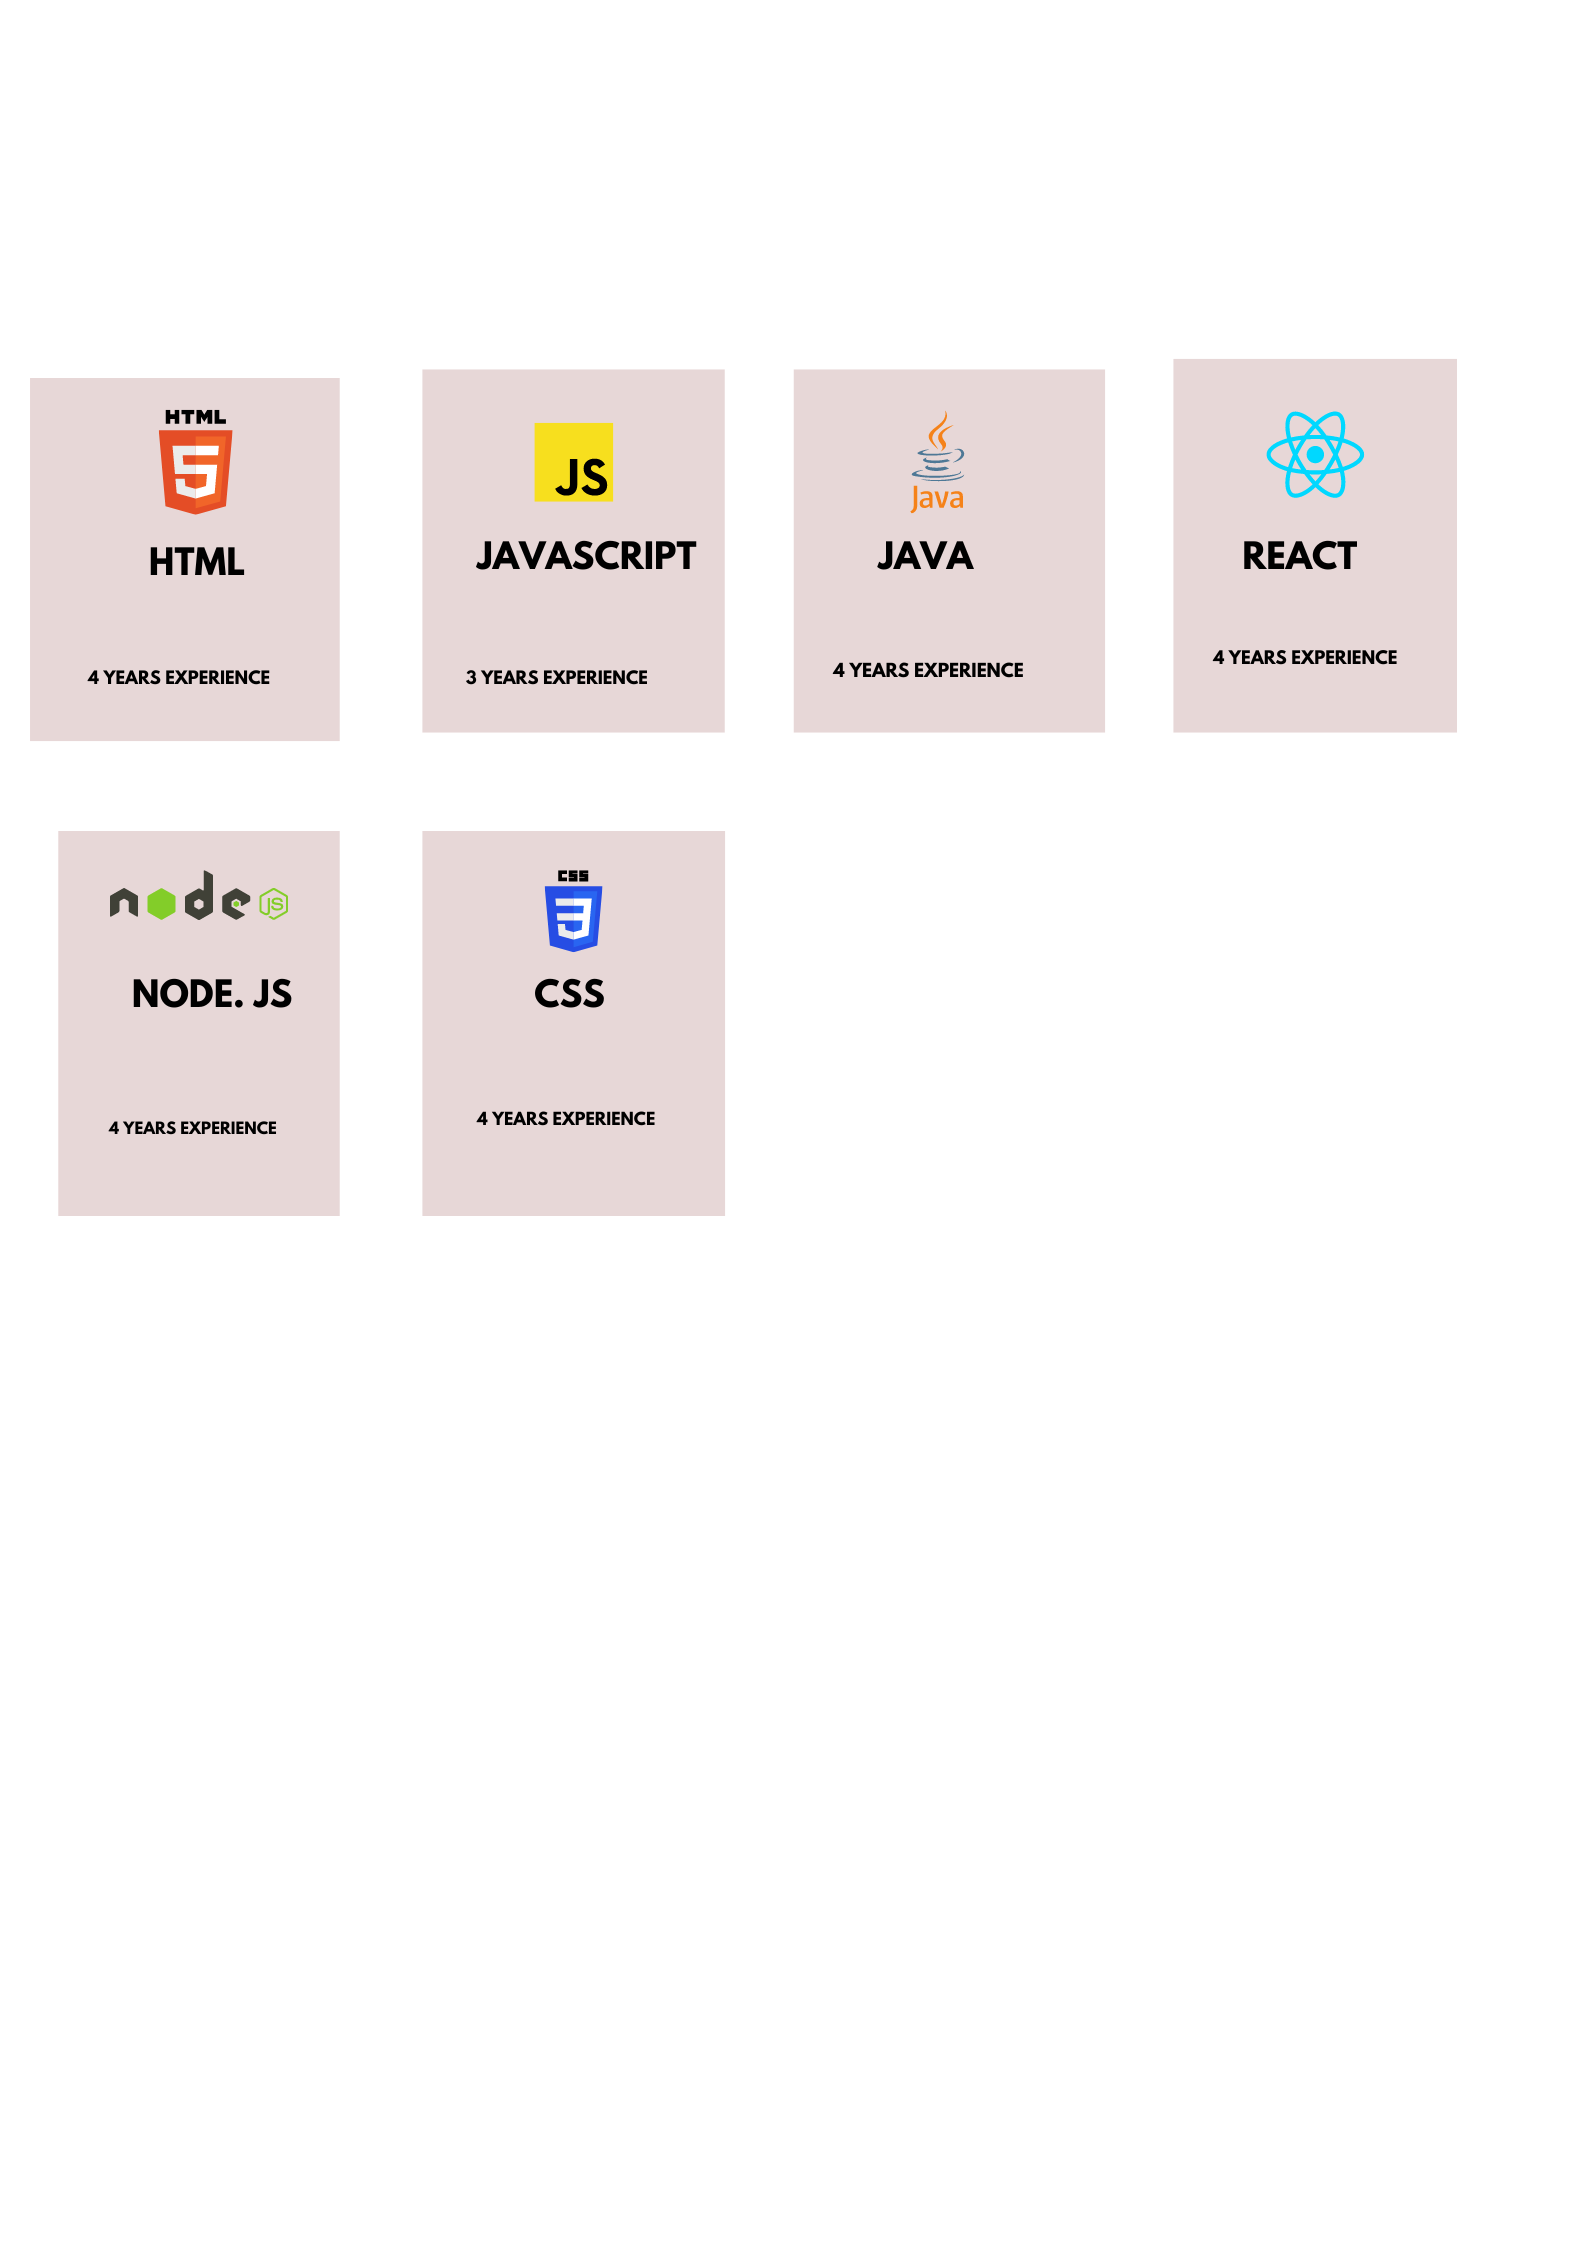 HTML
HTML
4 YEARS EXPERIENCE
JS
JAVASCRIPT
3 YEARS EXPERIENCE
Java
JAVA
4 YEARS EXPERIENCE
REACT
4 YEARS EXPERIENCE
node JS
NODE. JS
4 YEARS EXPERIENCE
CSS
3
CSS
4 YEARS EXPERIENCE